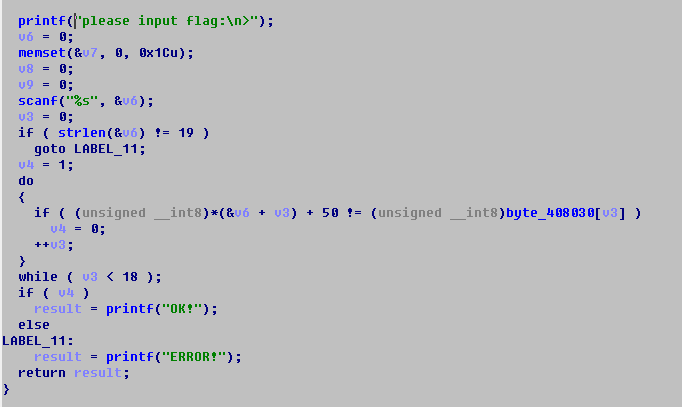 printf("please input flag:\n>");
v6 = 0;
memset(&v7, 0, 0x1Cu);
v8 = 0;
v9 = 0;
scanf("%s", &v6);
v3 = 0;
if ( strlen(&v6) != 19 )
goto LABEL_11;
v4 = 1;
do
{
if ( (unsigned __int8)*(&v6 + v3) + 50 != (unsigned __int8)byte_408030[v3] )
v4 = 0;
++v3;
}
while ( v3 < 18 );
if ( v4 )
result = printf("OK!");
else
LABEL_11:
result = printf("ERROR!");
return result;
}